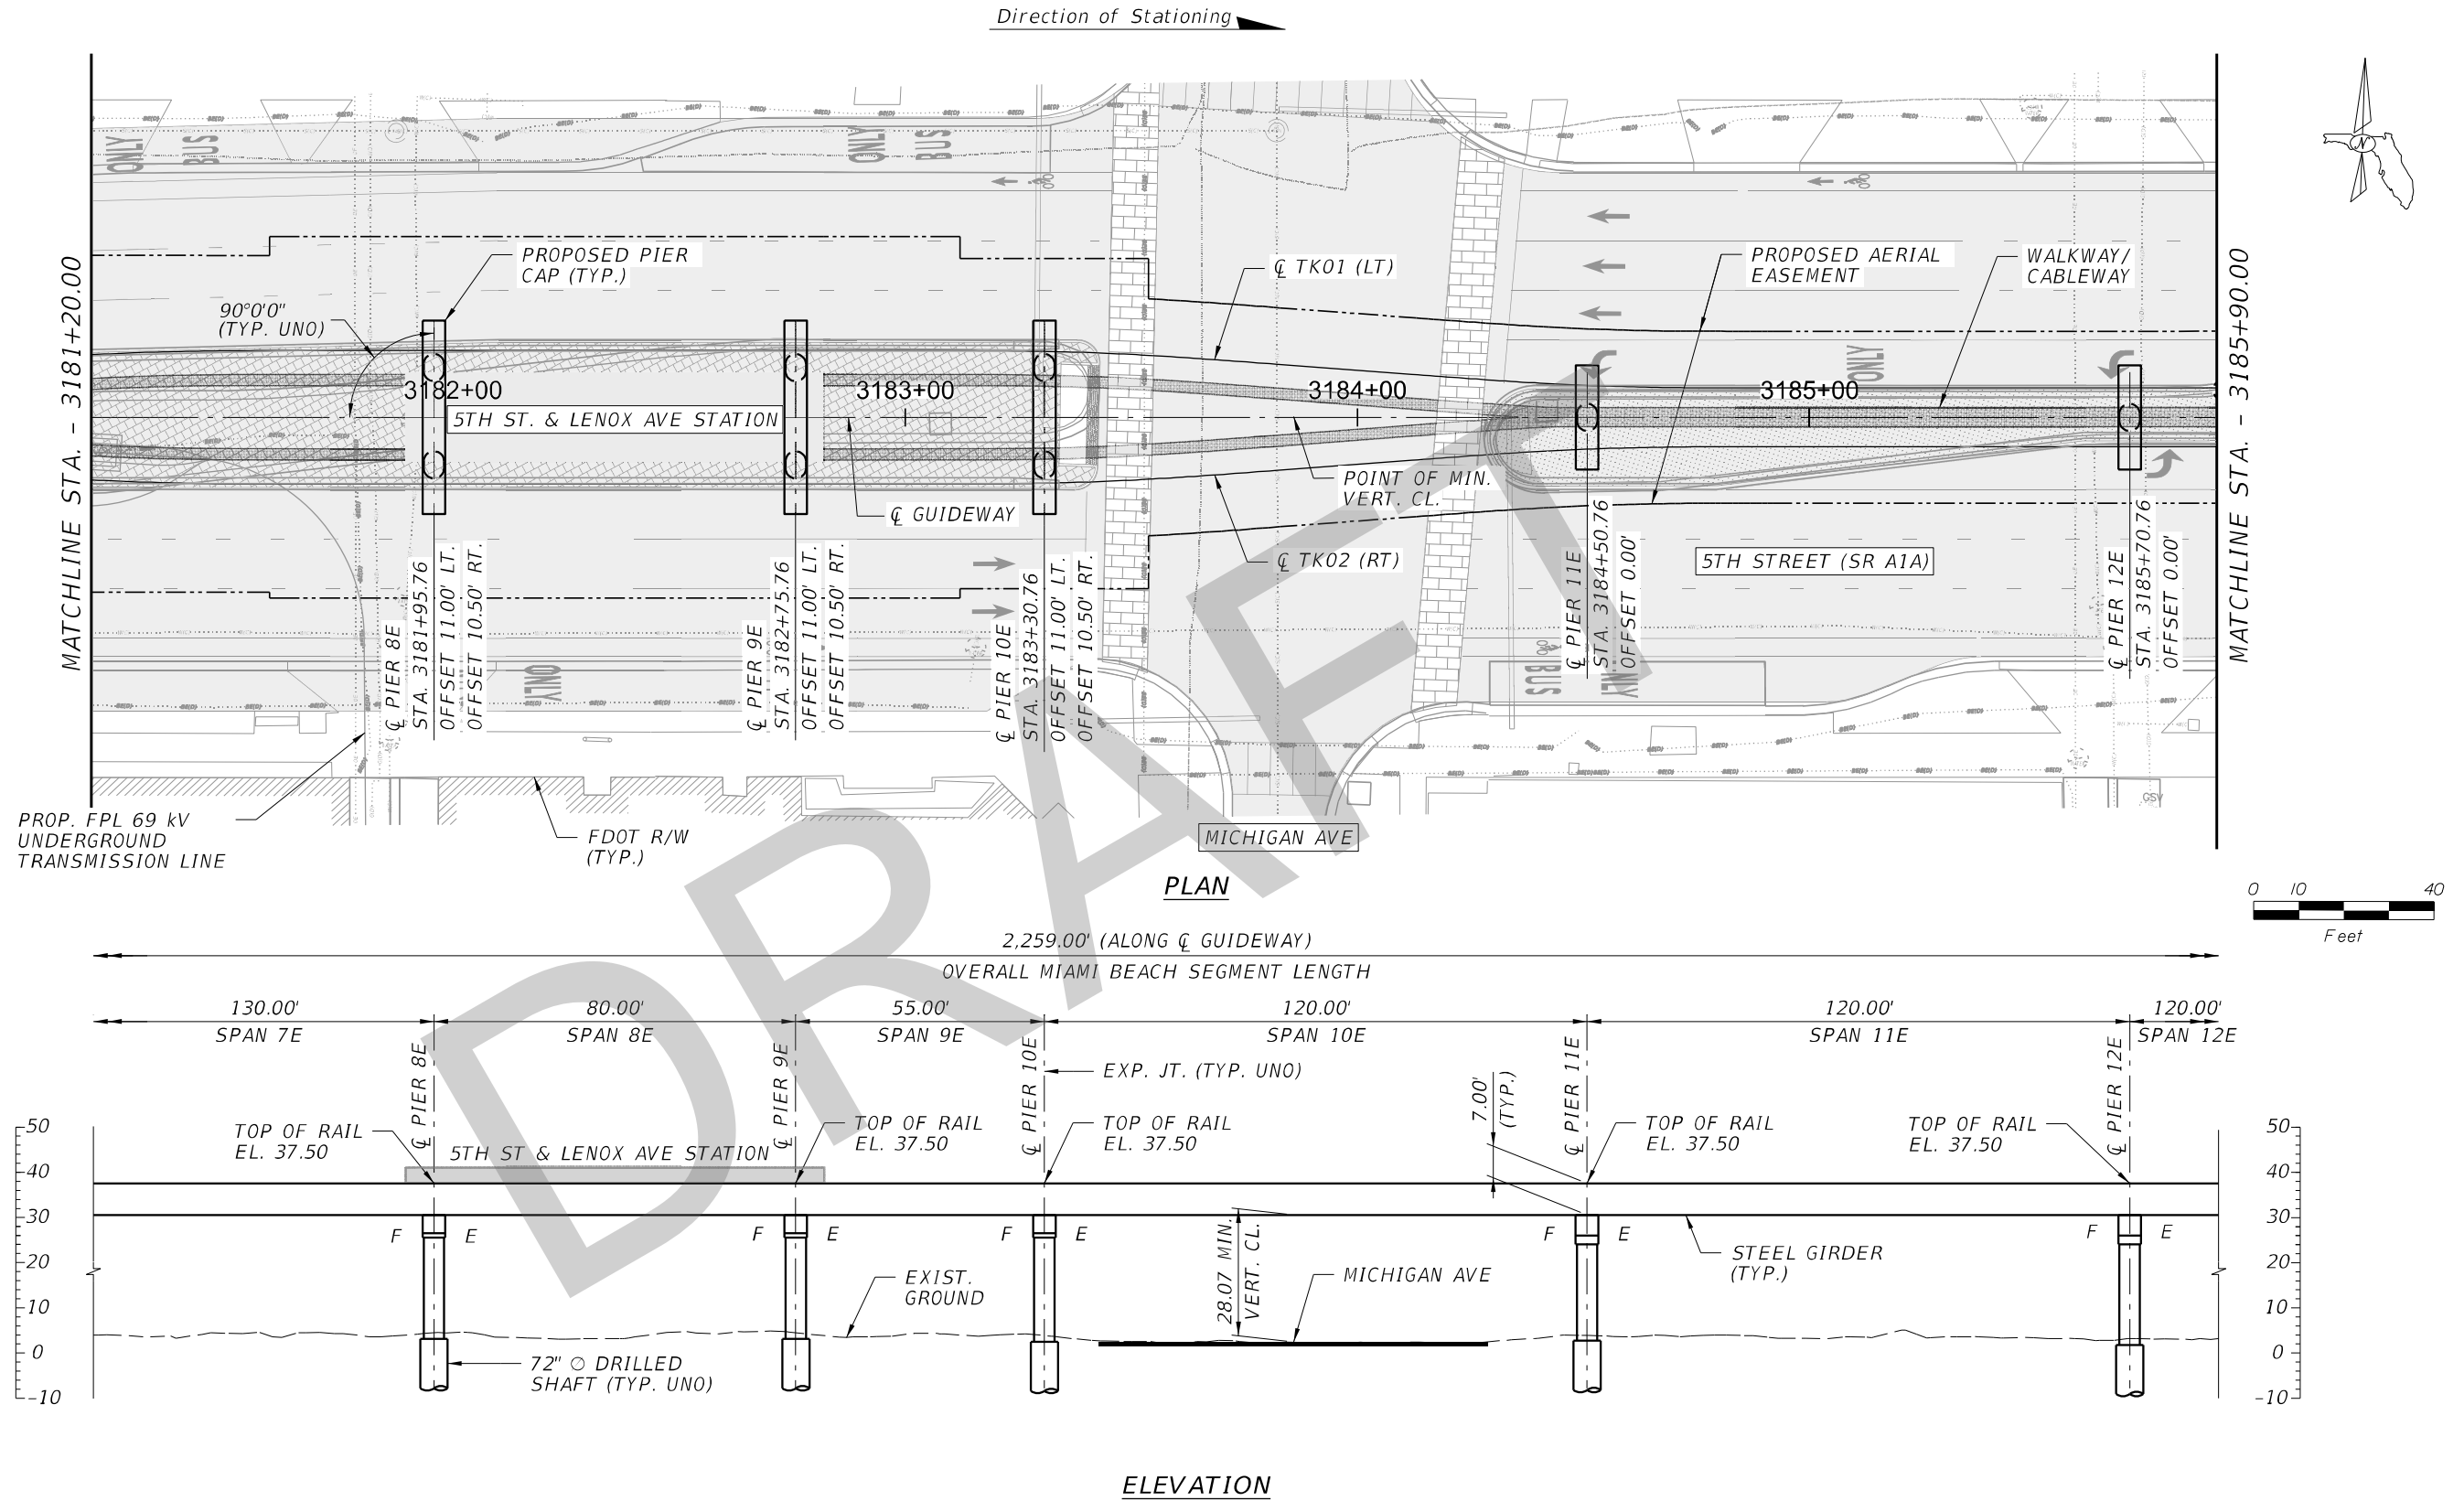 Direction of Stationing
MATCHLINE STA. - 3181+20.00
MATCHLINE STA. - 3185+90.00
ONLY
BUS
ONLY
BUS
PROPOSED PIER
CAP (TYP.)
90°0'0"
(TYP. UNO)
℄ TK01 (LT)
PROPOSED AERIAL
EASEMENT
WALKWAY/
CABLEWAY
N
ONLY
3182+00
3183+00
3184+00
3185+00
5TH ST. & LENOX AVE STATION
℄ GUIDEWAY
POINT OF MIN.
VERT. CL.
℄ TK02 (RT)
5TH STREET (SR A1A)
℄ PIER 8E
STA. 3181+95.76
OFFSET 11.00' LT.
OFFSET 10.50' RT.
℄ PIER 9E
STA. 3182+75.76
OFFSET 11.00' LT.
OFFSET 10.50' RT.
℄ PIER 10E
STA. 3183+30.76
OFFSET 11.00' LT.
OFFSET 10.50' RT.
℄ PIER 11E
STA. 3184+50.76
OFFSET 0.00'
℄ PIER 12E
STA. 3185+70.76
OFFSET 0.00'
ONLY
BUS
ONLY
GSV
PROP. FPL 69 kV
UNDERGROUND
TRANSMISSION LINE
FDOT R/W
(TYP.)
MICHIGAN AVE
PLAN
0 10 40
Feet
DRAFT
2,259.00' (ALONG ℄ GUIDEWAY)
OVERALL MIAMI BEACH SEGMENT LENGTH
130.00'
SPAN 7E
80.00'
SPAN 8E
55.00'
SPAN 9E
120.00'
SPAN 10E
120.00'
SPAN 11E
120.00'
SPAN 12E
℄ PIER 8E
℄ PIER 9E
℄ PIER 10E
℄ PIER 11E
℄ PIER 12E
EXP. JT. (TYP. UNO)
7.00'
(TYP.)
TOP OF RAIL
EL. 37.50
5TH ST & LENOX AVE STATION
TOP OF RAIL
EL. 37.50
TOP OF RAIL
EL. 37.50
TOP OF RAIL
EL. 37.50
TOP OF RAIL
EL. 37.50
50
40
30
20
10
0
-10
50
40
30
20
10
0
-10
F E
F E
F E
F E
F E
28.07 MIN.
VERT. CL.
STEEL GIRDER
(TYP.)
EXIST.
GROUND
MICHIGAN AVE
72" ∅ DRILLED
SHAFT (TYP. UNO)
ELEVATION